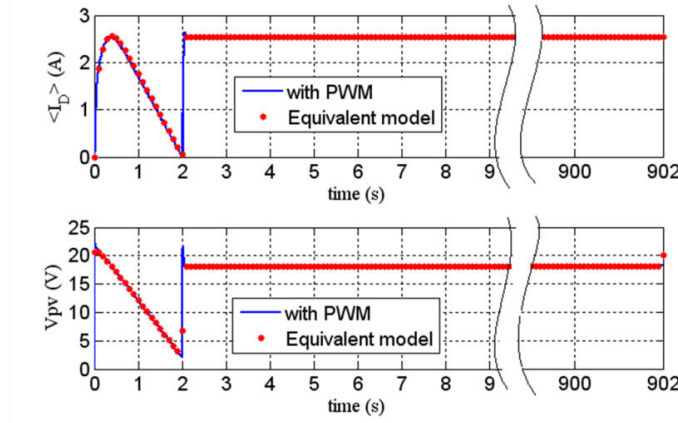 3
2
1
0
<I_D> (A)
with PWM
Equivalent model
0 1 2 3 4 5 6 7 8 9 900 902
time (s)
25
20
15
10
5
0
Vpv (V)
with PWM
Equivalent model
0 1 2 3 4 5 6 7 8 9 900 902
time (s)